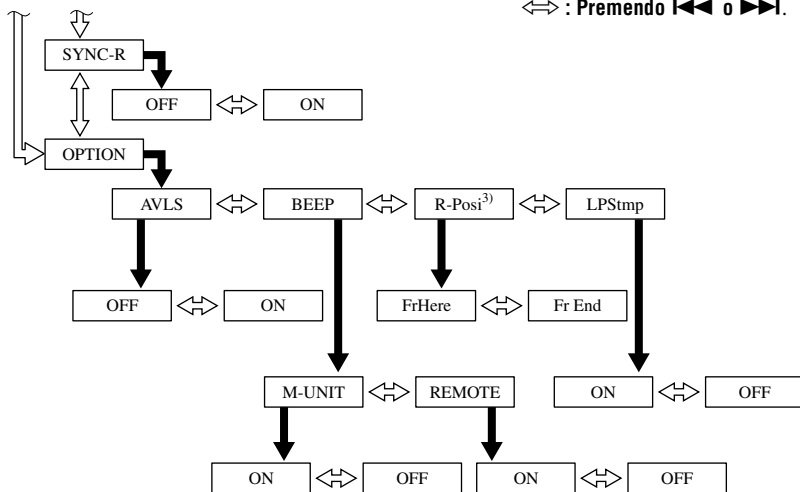 ⇔ : Premendo ⏮ o ⏭.
SYNC-R
OFF ON
OPTION
AVLS BEEP R-Posi3) LPStmp
OFF ON FrHere Fr End
M-UNIT REMOTE ON OFF
ON OFF ON OFF